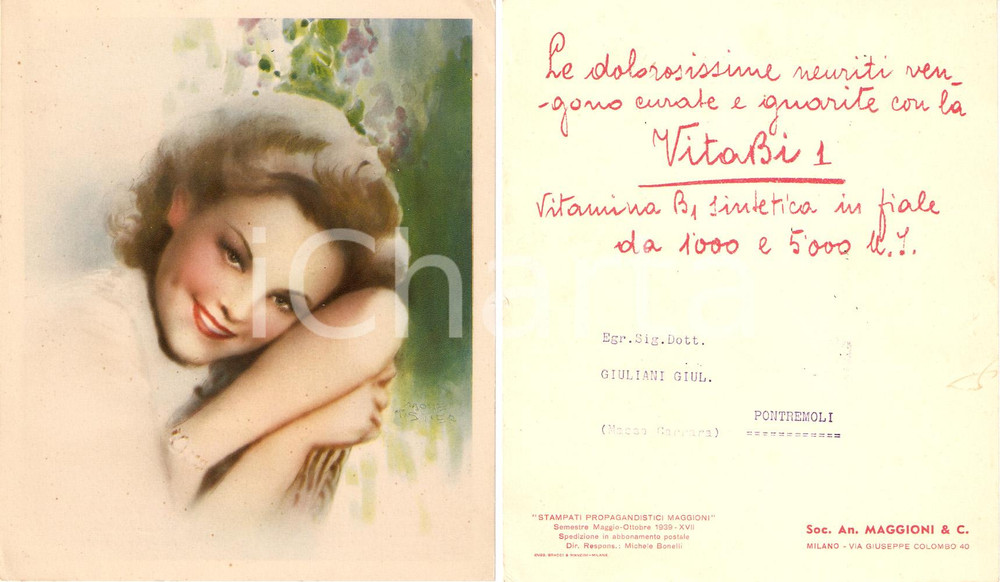 iCharta
Le dolorosissime neuriti ven-
-gono curate e guarite con la
VitaBi 1
Vitamina B1 sintetica in fiale
da 1000 e 5000 U.I.
Egr.Sig.Dott.
GIULIANI GIUL.
PONTREMOLI
(Massa Carrara)
============
"STAMPATI PROPAGANDISTICI MAGGIONI"
Semestre Maggio-Ottobre 1939-XVII
Spedizione in abbonamento postale
Dir. Respons.: Michele Bonelli
Soc. An. MAGGIONI & C.
MILANO - VIA GIUSEPPE COLOMBO 40